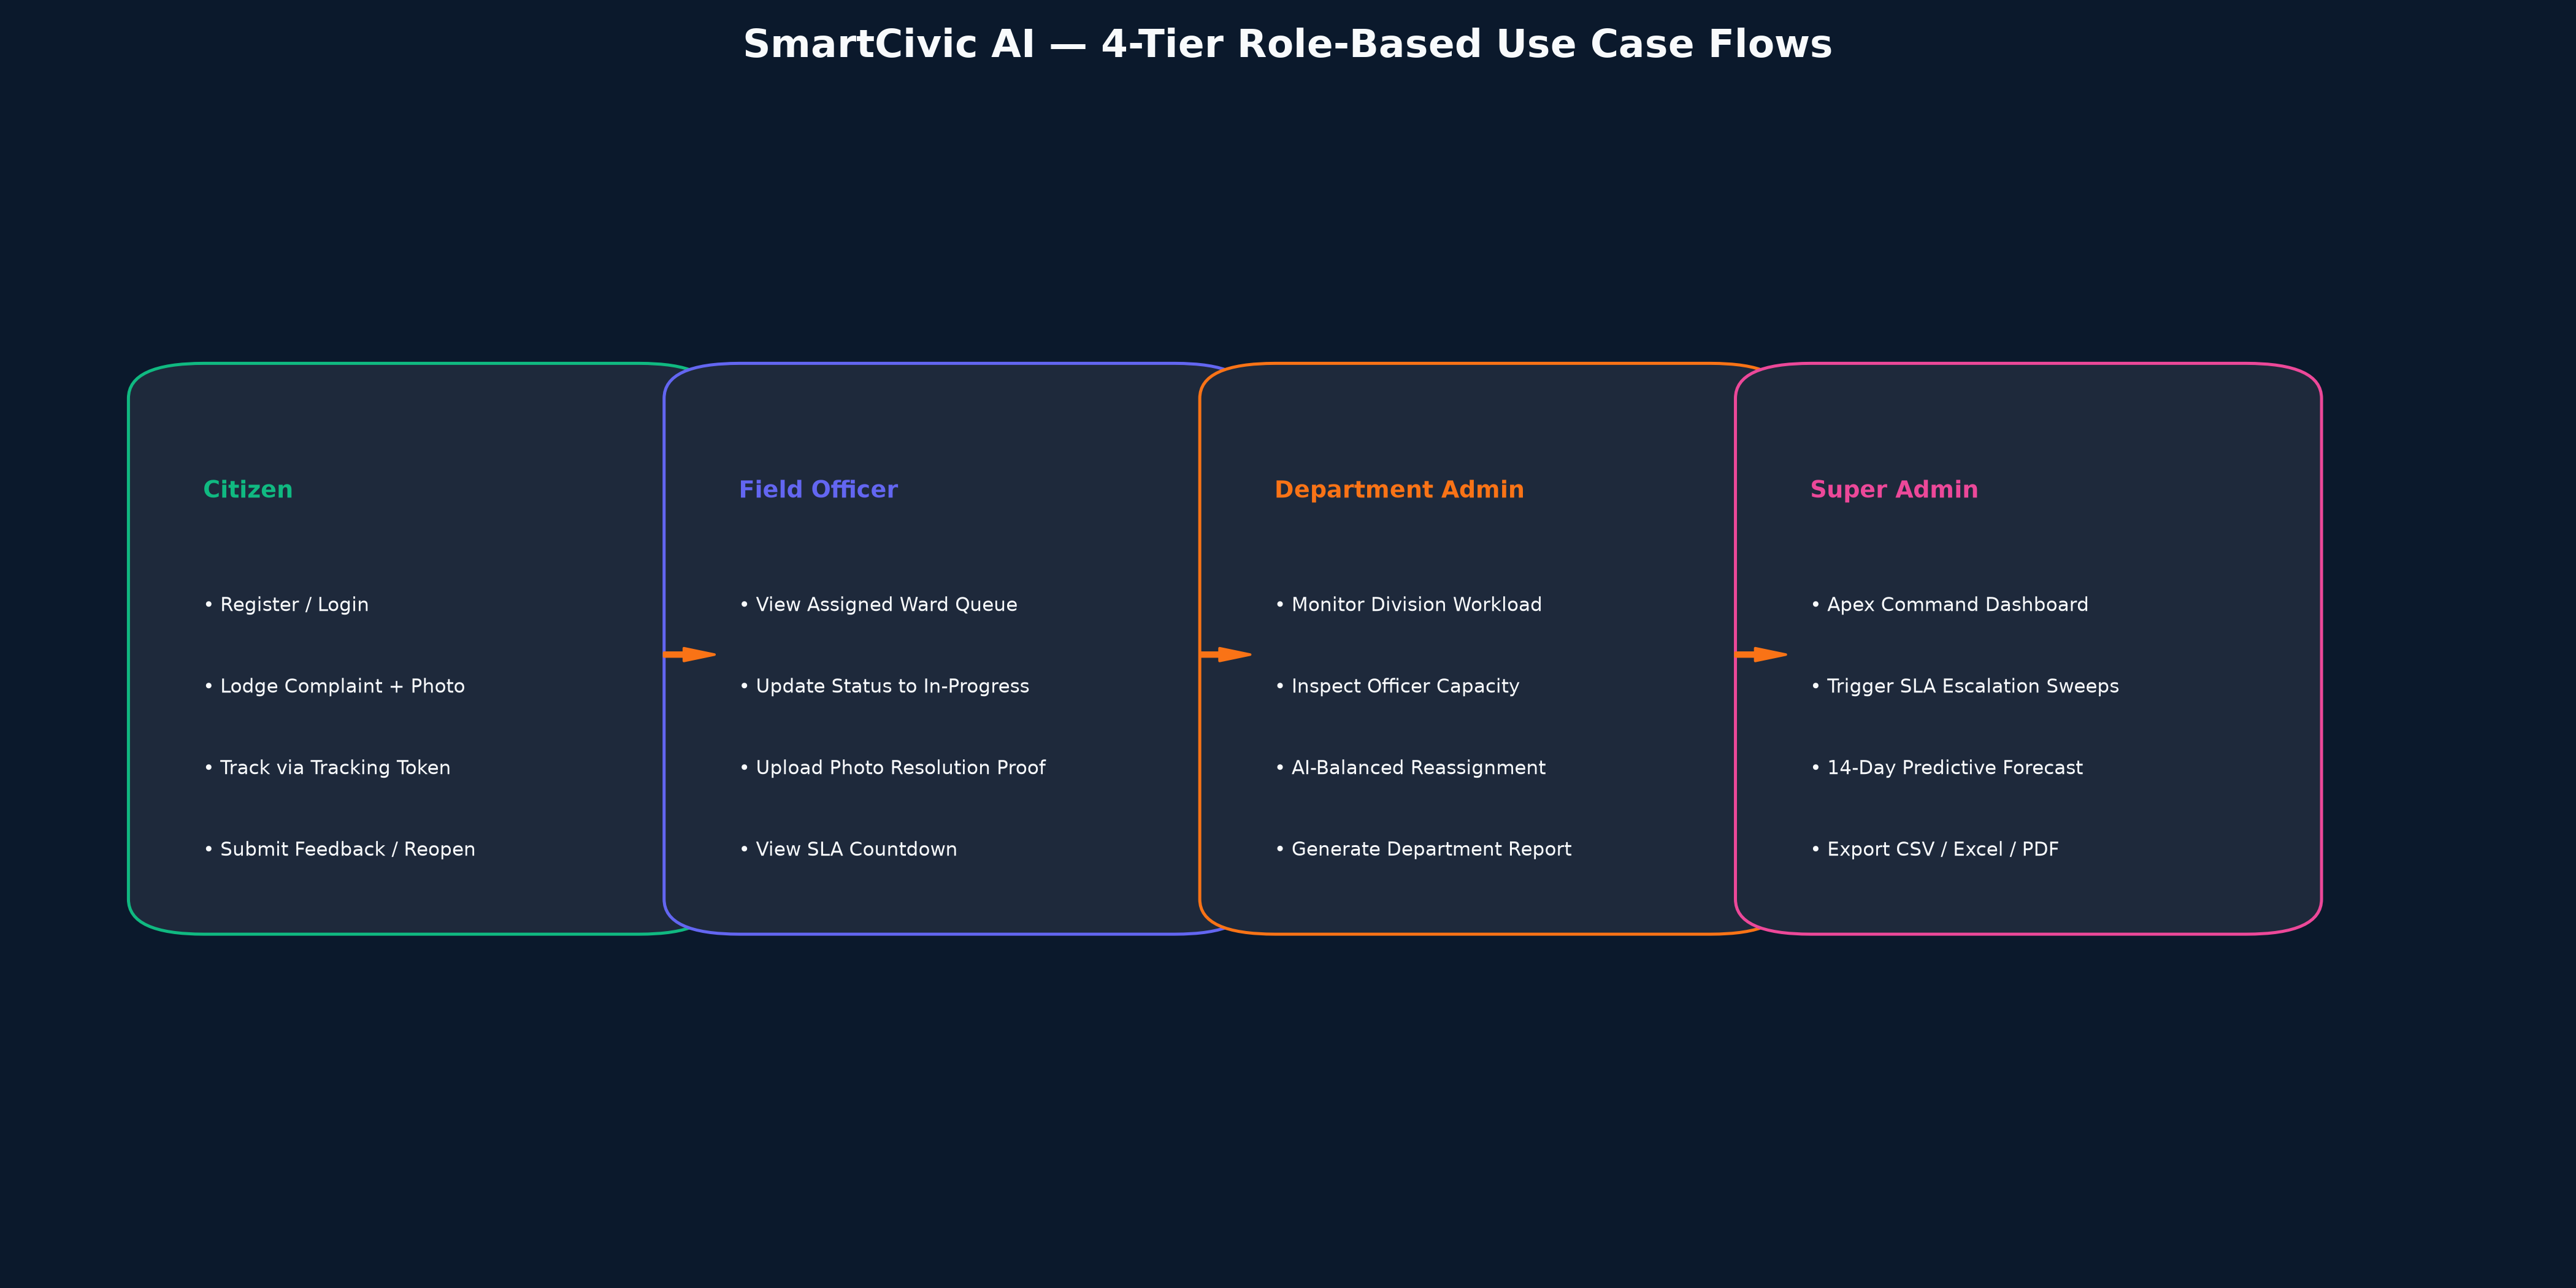 SmartCivic AI — 4-Tier Role-Based Use Case Flows
Citizen
• Register / Login
• Lodge Complaint + Photo
• Track via Tracking Token
• Submit Feedback / Reopen
Field Officer
• View Assigned Ward Queue
• Update Status to In-Progress
• Upload Photo Resolution Proof
• View SLA Countdown
Department Admin
• Monitor Division Workload
• Inspect Officer Capacity
• AI-Balanced Reassignment
• Generate Department Report
Super Admin
• Apex Command Dashboard
• Trigger SLA Escalation Sweeps
• 14-Day Predictive Forecast
• Export CSV / Excel / PDF